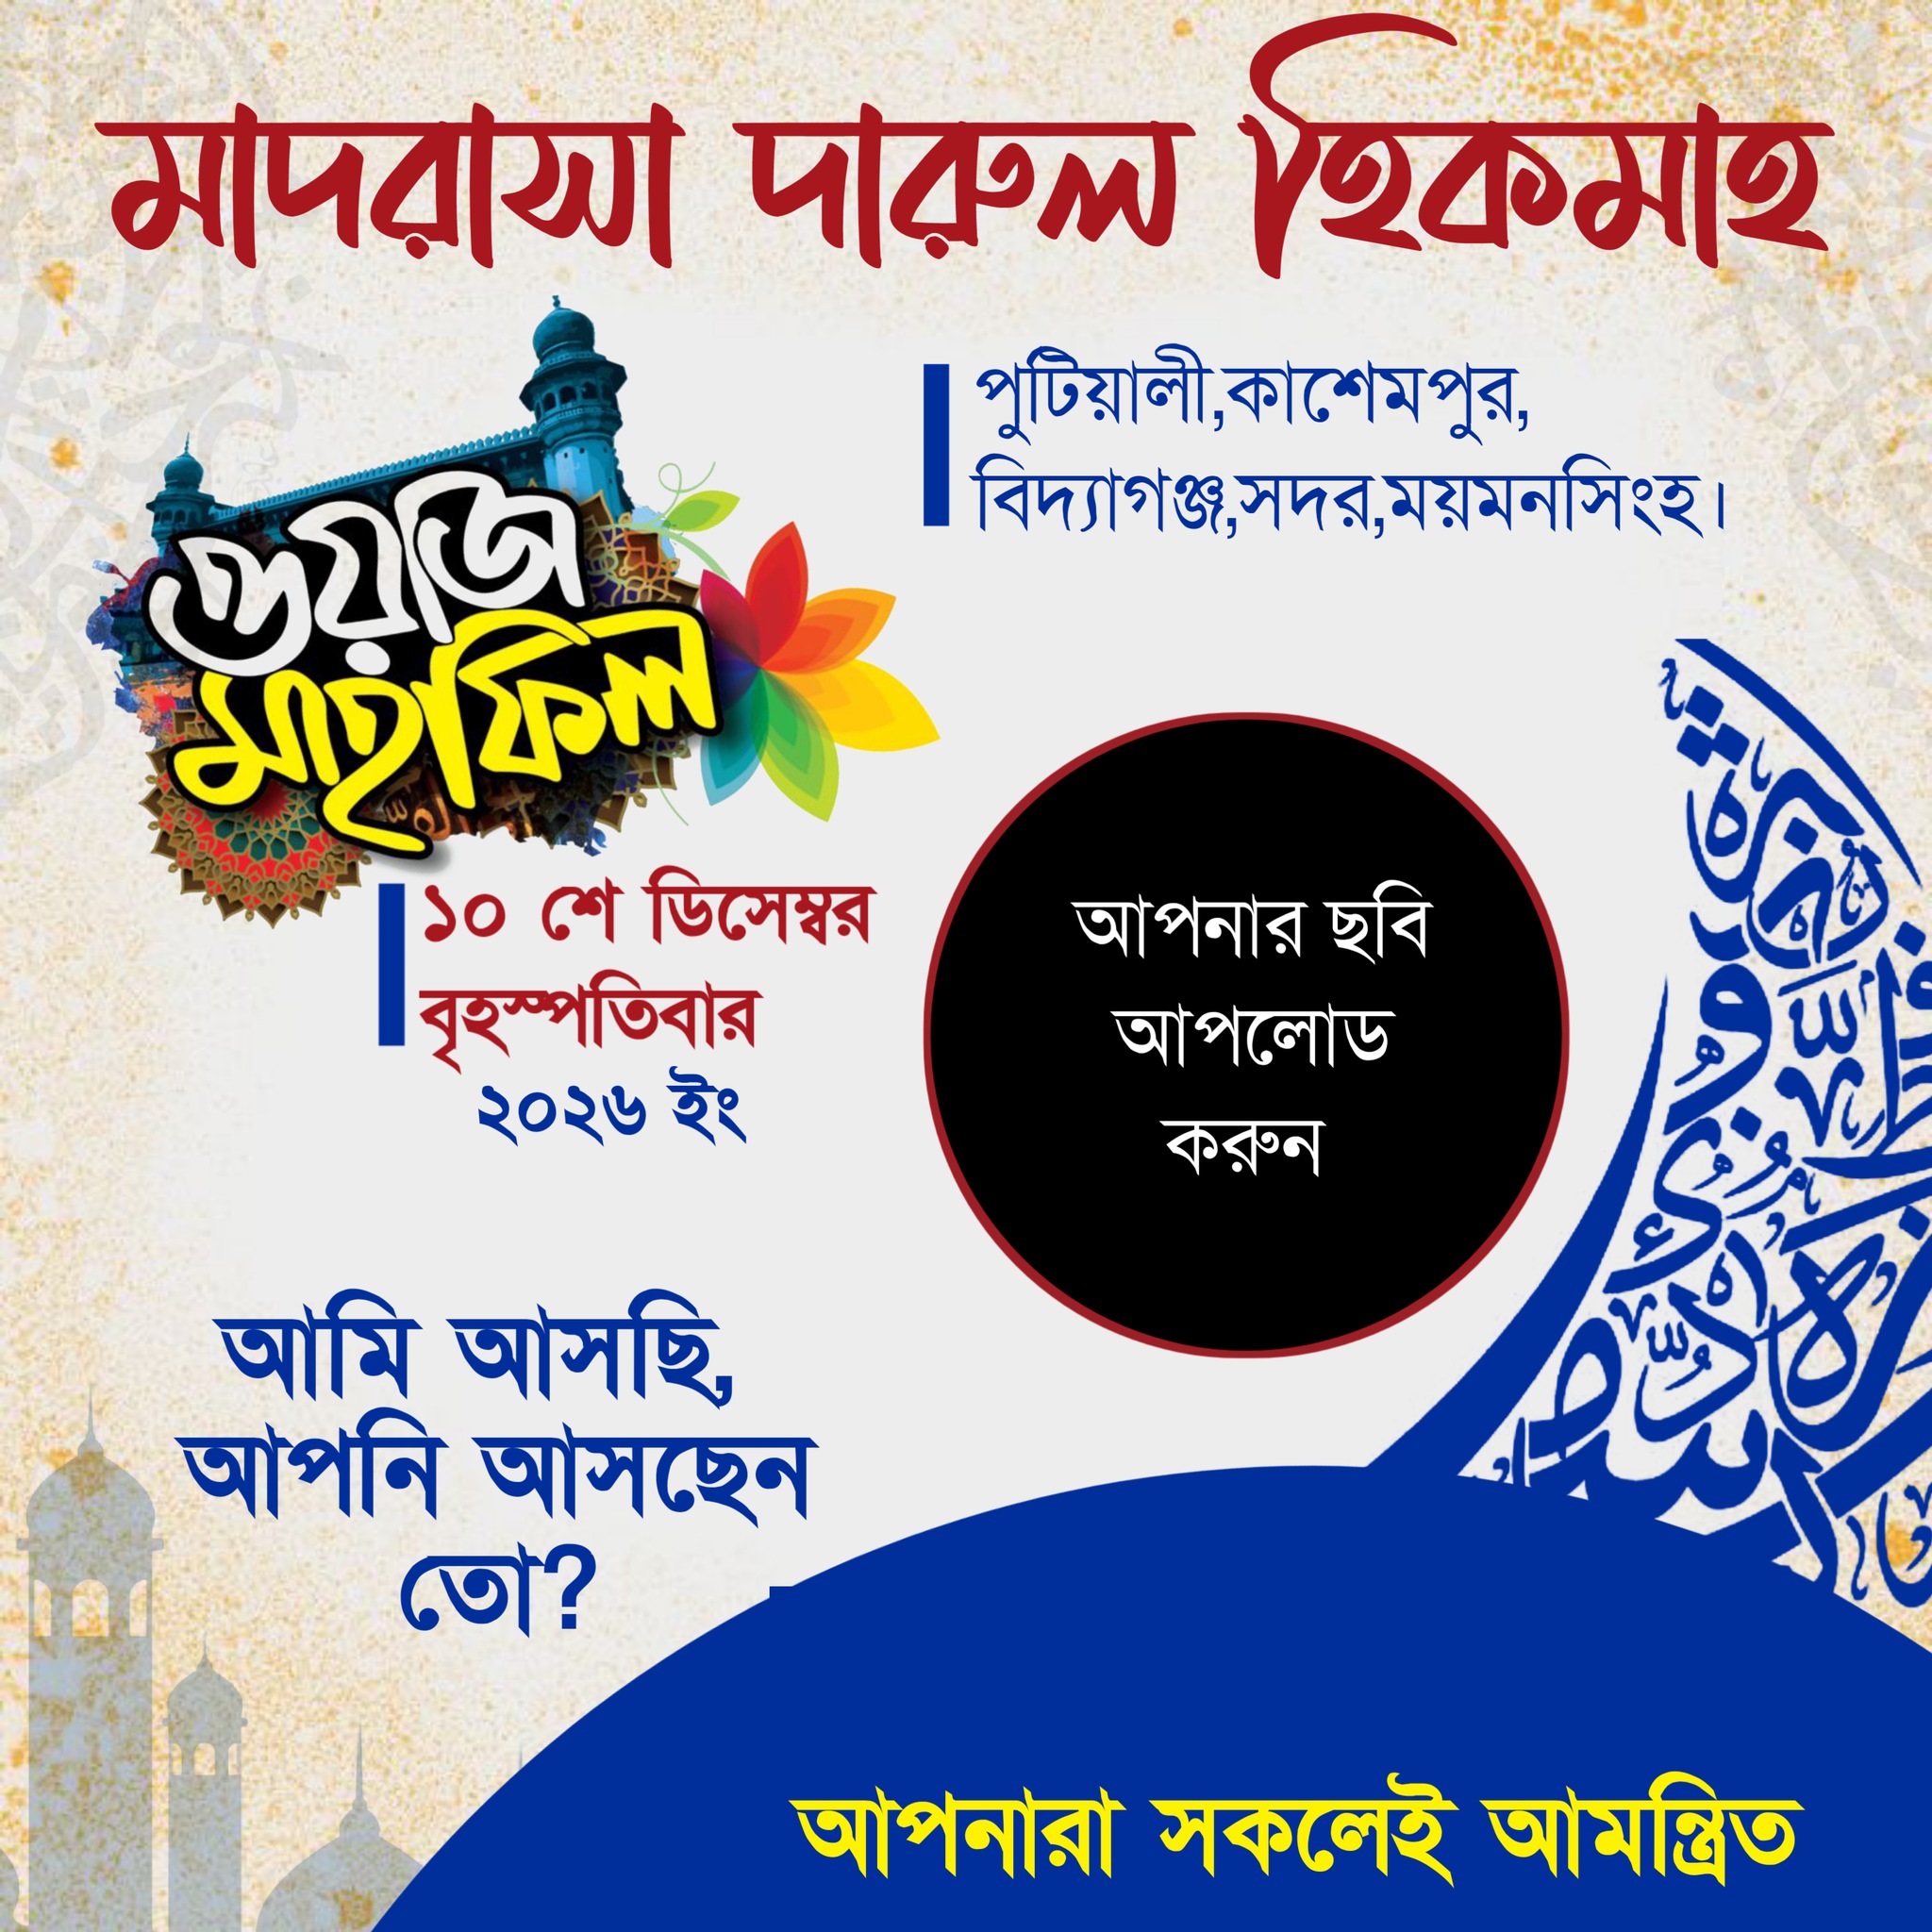 মাদরাসা দারুল হিকমাহ
পুটিয়ালী,কাশেমপুর,
বিদ্যাগঞ্জ,সদর,ময়মনসিংহ।
ওয়াজ
মাহফিল
১০ শে ডিসেম্বর
বৃহস্পতিবার
২০২৬ ইং
আপনার ছবি
আপলোড
করুন
আমি আসছি,
আপনি আসছেন
তো?
আপনারা সকলেই আমন্ত্রিত